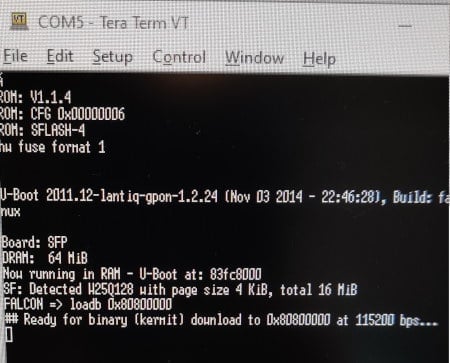 COM5 - Tera Term VT
File Edit Setup Control Window Help
ROM: V1.1.4
ROM: CFG 0x00000006
ROM: SFLASH-4
hw fuse format 1
U-Boot 2011.12-lantiq-gpon-1.2.24 (Nov 03 2014 - 22:46:28), Build: fa
nux
Board: SFP
DRAM: 64 MiB
Now running in RAM - U-Boot at: 83fc8000
SF: Detected W25Q128 with page size 4 KiB, total 16 MiB
FALCON => loadb 0x80800000
## Ready for binary (kermit) download to 0x80800000 at 115200 bps...